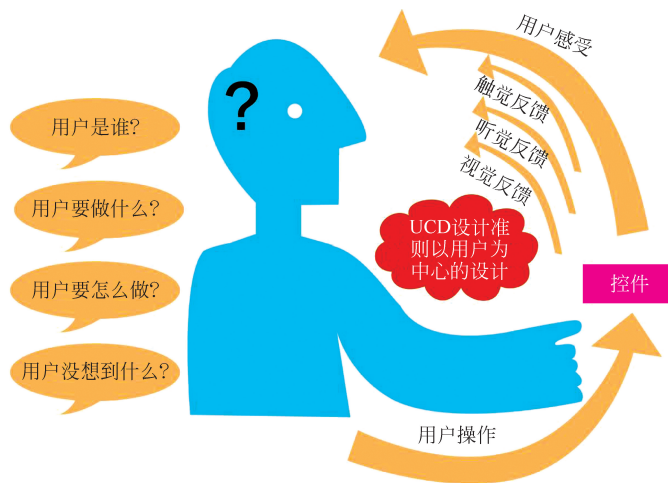 用户感受
触觉反馈
听觉反馈
视觉反馈
?
用户是谁?
用户要做什么?
用户要怎么做?
用户没想到什么?
UCD设计准
则以用户为
中心的设计
控件
用户操作